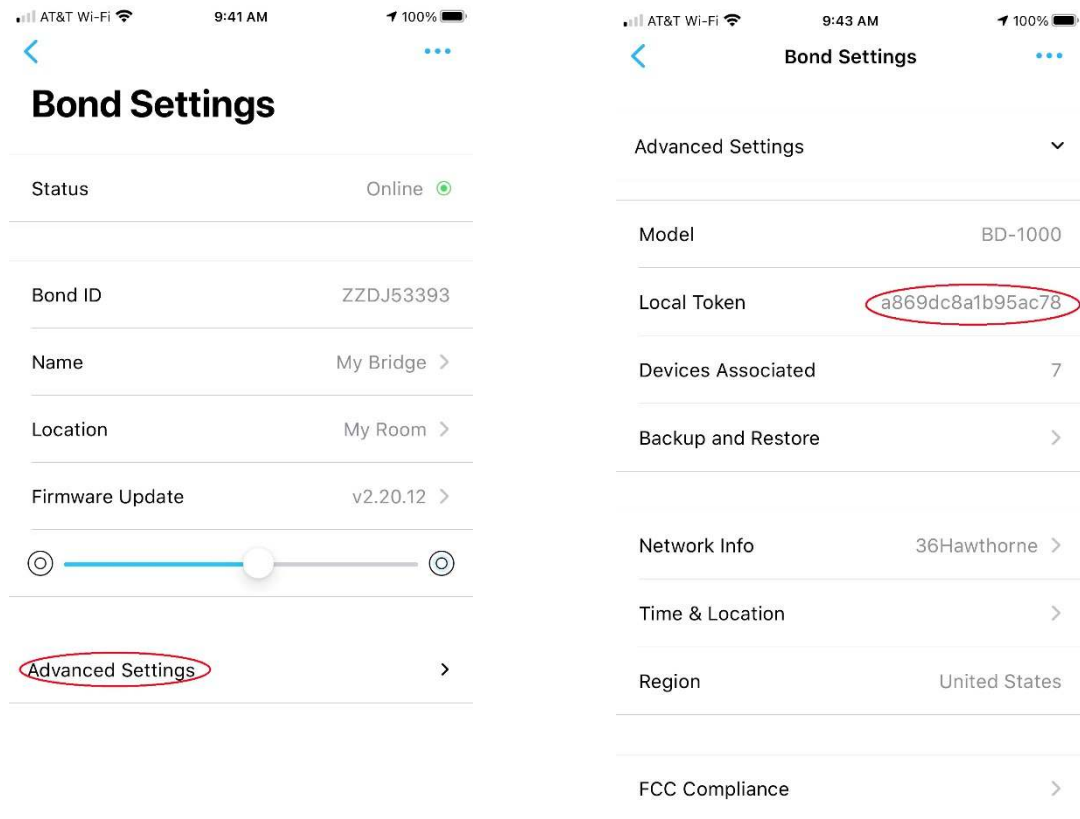 AT&T Wi-Fi 9:41 AM 100%
Bond Settings
Status Online
Bond ID ZZDJ53393
Name My Bridge
Location My Room
Firmware Update v2.20.12
Advanced Settings
AT&T Wi-Fi 9:43 AM 100%
Bond Settings
Advanced Settings
Model BD-1000
Local Token a869dc8a1b95ac78
Devices Associated 7
Backup and Restore
Network Info 36Hawthorne
Time & Location
Region United States
FCC Compliance